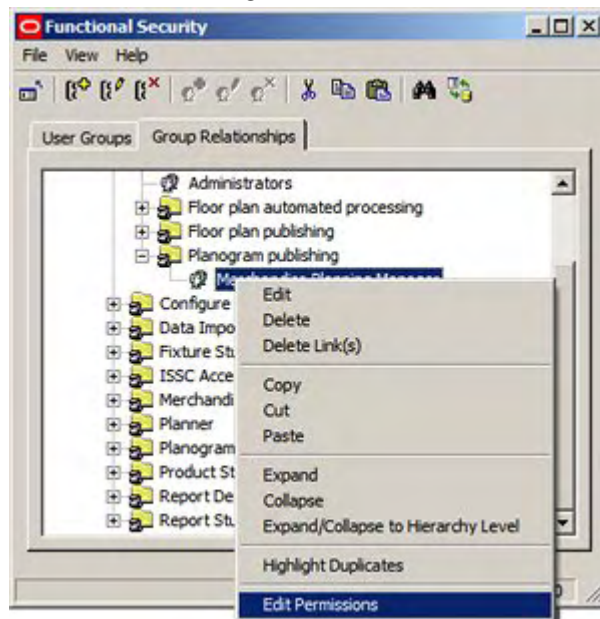 Functional Security
File View Help
User Groups Group Relationships
Administrators
Floor plan automated processing
Floor plan publishing
Planogram publishing
Merchandise Planning Manager
Configure
Data Impo
Fixture Stu
ISSC Acce
Merchandi
Planner
Planogram
Product St
Report De
Report Stu
Edit
Delete
Delete Link(s)
Copy
Cut
Paste
Expand
Collapse
Expand/Collapse to Hierarchy Level
Highlight Duplicates
Edit Permissions